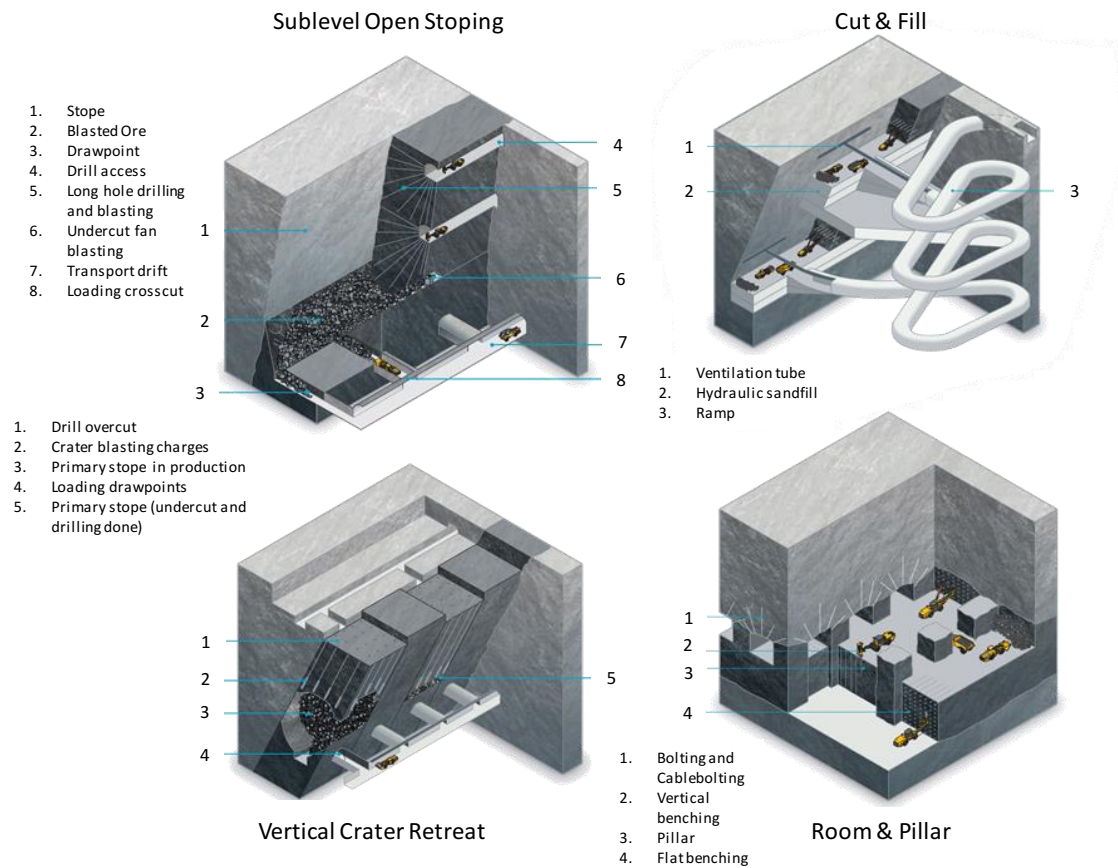 Sublevel Open Stoping
1. Stope
2. Blasted Ore
3. Drawpoint
4. Drill access
5. Long hole drilling
and blasting
6. Undercut fan
blasting
7. Transport drift
8. Loading crosscut
1
2
3
4
5
6
7
8
Cut & Fill
1
2
3
1. Ventilation tube
2. Hydraulic sandfill
3. Ramp
1. Drill overcut
2. Crater blasting charges
3. Primary stope in production
4. Loading drawpoints
5. Primary stope (undercut and
drilling done)
1
2
3
4
5
Vertical Crater Retreat
1
2
3
4
1. Bolting and
Cablebolting
2. Vertical
benching
3. Pillar
4. Flat benching
Room & Pillar